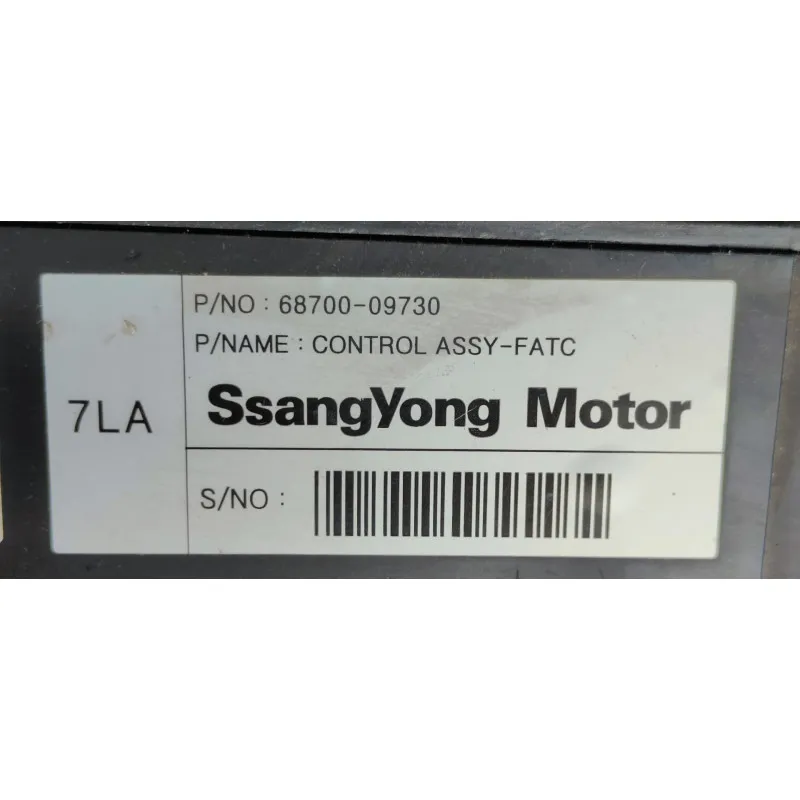 7LA
P/NO : 68700-09730
P/NAME : CONTROL ASSY-FATC
SsangYong Motor
S/NO :